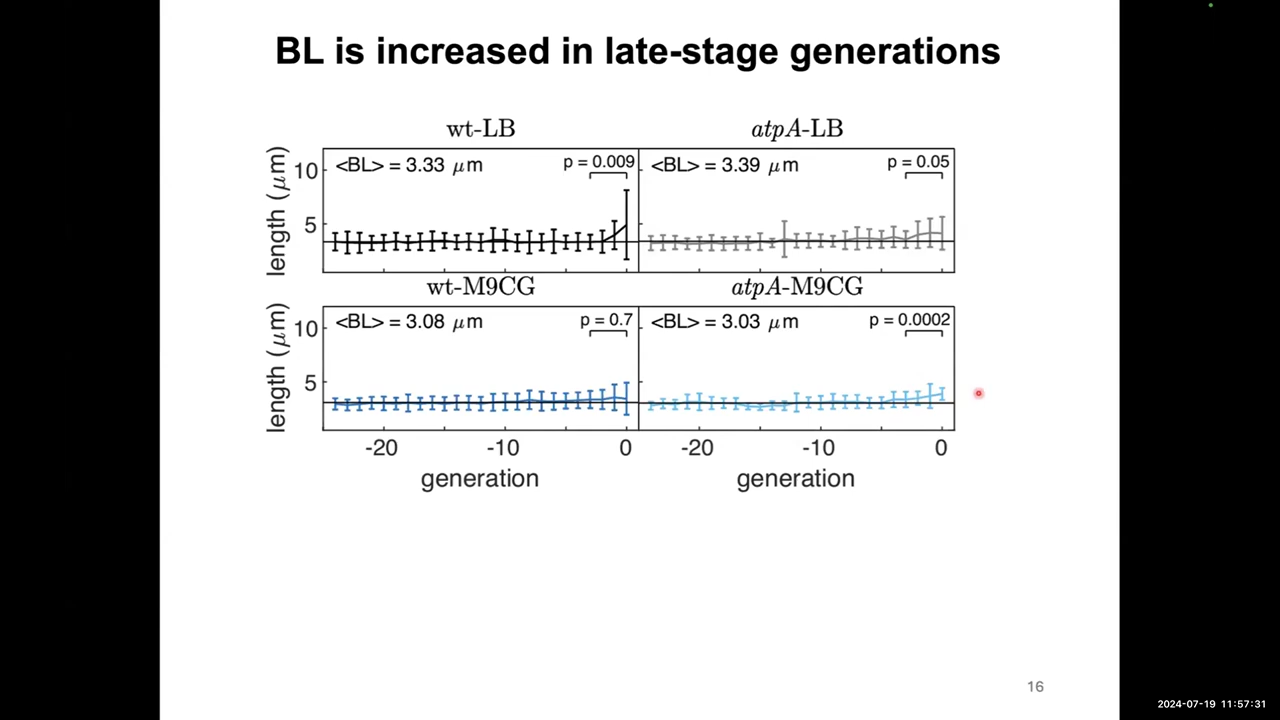 BL is increased in late-stage generations
wt-LB
atpA-LB
length (μm)
10
5
<BL> = 3.33 μm
p = 0.009
<BL> = 3.39 μm
p = 0.05
wt-M9CG
atpA-M9CG
length (μm)
10
5
<BL> = 3.08 μm
p = 0.7
<BL> = 3.03 μm
p = 0.0002
-20 -10 0
-20 -10 0
generation
generation
16
2024-07-19 11:57:31